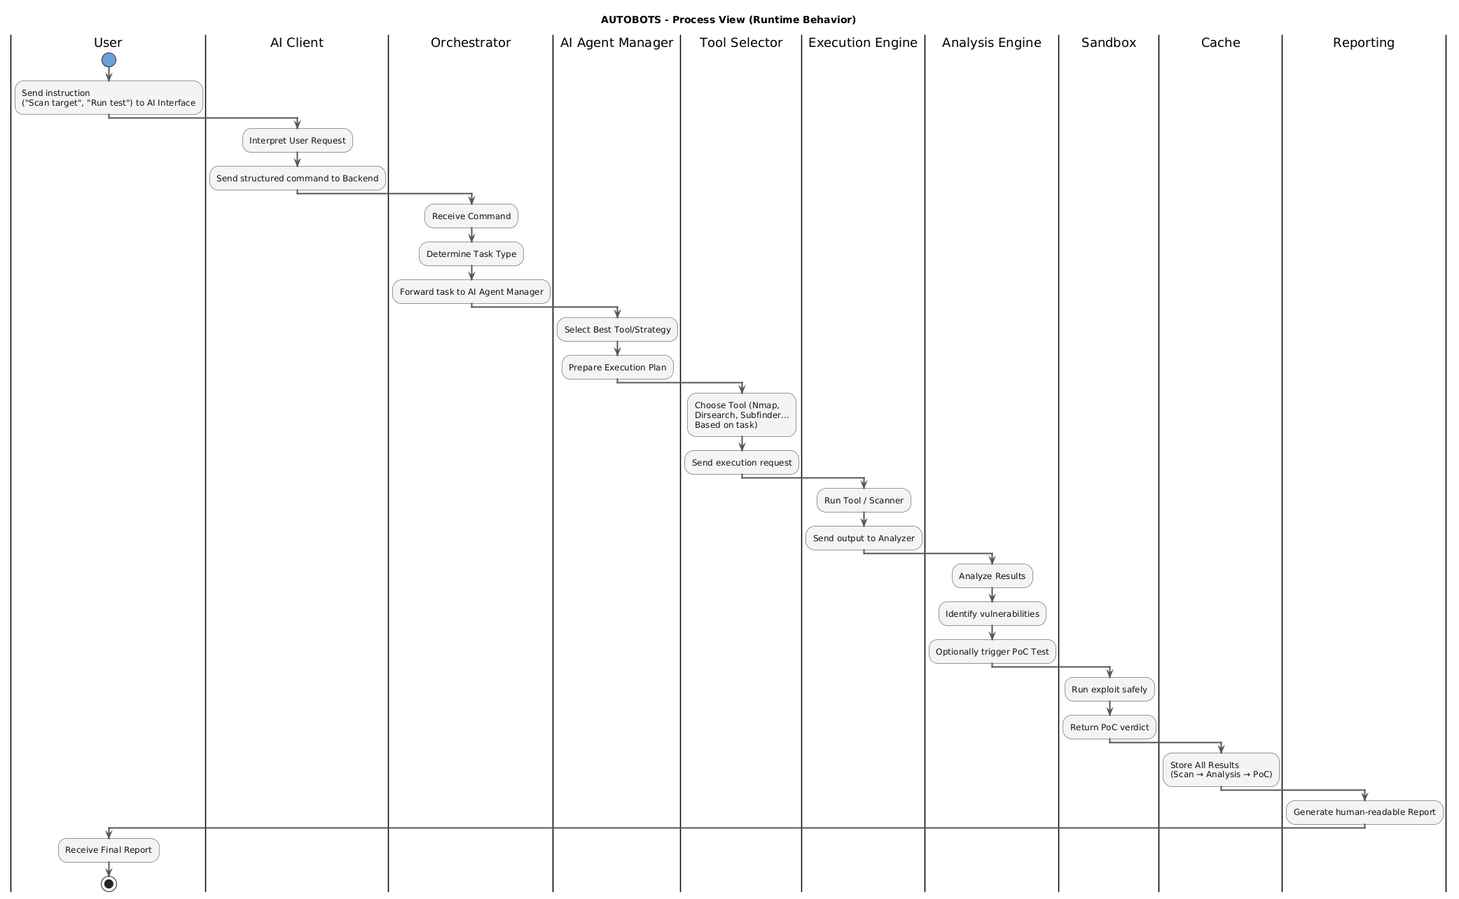 AUTOBOTS - Process View (Runtime Behavior)
User
AI Client
Orchestrator
AI Agent Manager
Tool Selector
Execution Engine
Analysis Engine
Sandbox
Cache
Reporting
Send instruction
("Scan target", "Run test") to AI Interface
Interpret User Request
Send structured command to Backend
Receive Command
Determine Task Type
Forward task to AI Agent Manager
Select Best Tool/Strategy
Prepare Execution Plan
Choose Tool (Nmap,
Dirsearch, Subfinder...
Based on task)
Send execution request
Run Tool / Scanner
Send output to Analyzer
Analyze Results
Identify vulnerabilities
Optionally trigger PoC Test
Run exploit safely
Return PoC verdict
Store All Results
(Scan → Analysis → PoC)
Generate human-readable Report
Receive Final Report